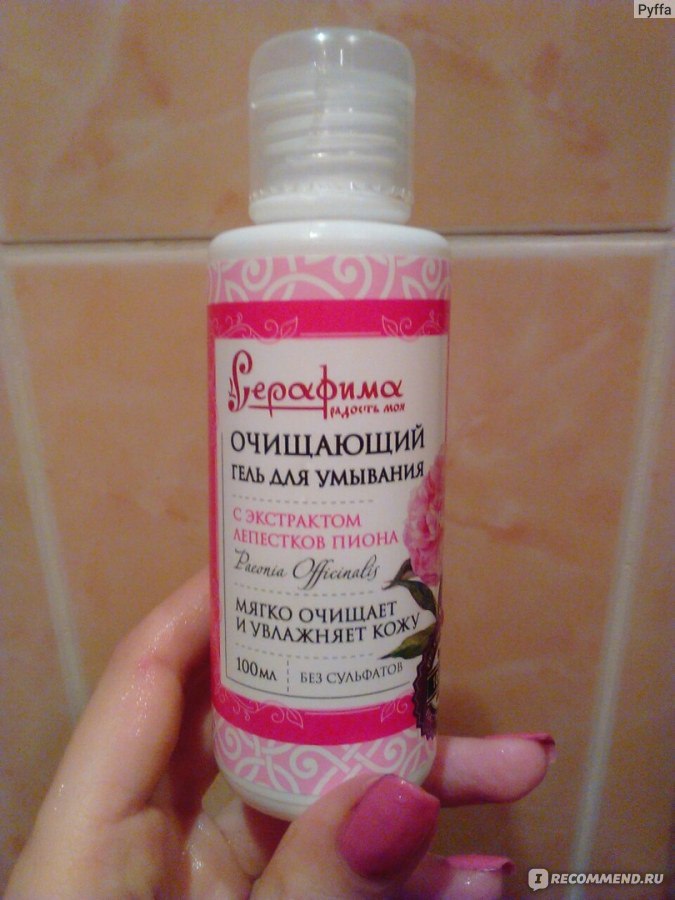 Pyffa
Серафима
радость моя
ОЧИЩАЮЩИЙ
ГЕЛЬ ДЛЯ УМЫВАНИЯ
С ЭКСТРАКТОМ
ЛЕПЕСТКОВ ПИОНА
Paeonia Officinalis
МЯГКО ОЧИЩАЕТ
И УВЛАЖНЯЕТ КОЖУ
100МЛ БЕЗ СУЛЬФАТОВ
IRECOMMEND.RU